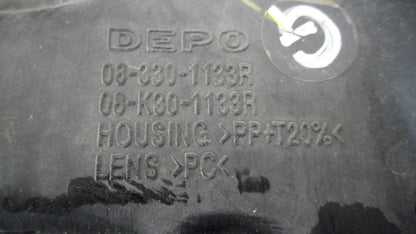 DEPO
08-330-1133R
08-K30-1133R
HOUSING >PP+T20%<
LENS >PC<